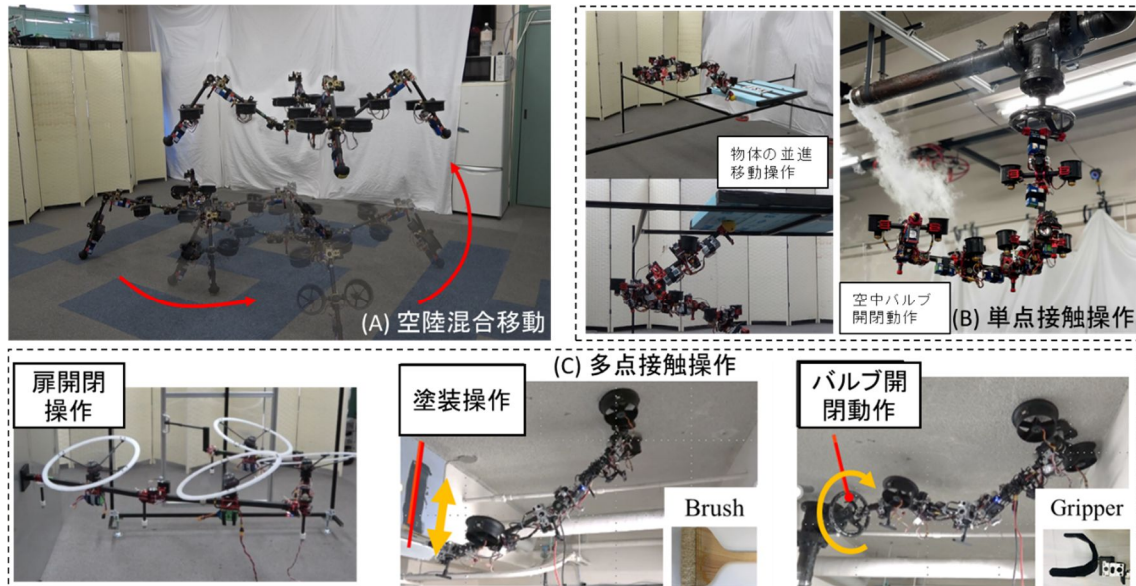 (A) 空陸混合移動
物体の並進
移動操作
空中バルブ
開閉動作
(B) 単点接触操作
(C) 多点接触操作
扉開閉
操作
塗装操作
Brush
バルブ開
閉動作
Gripper